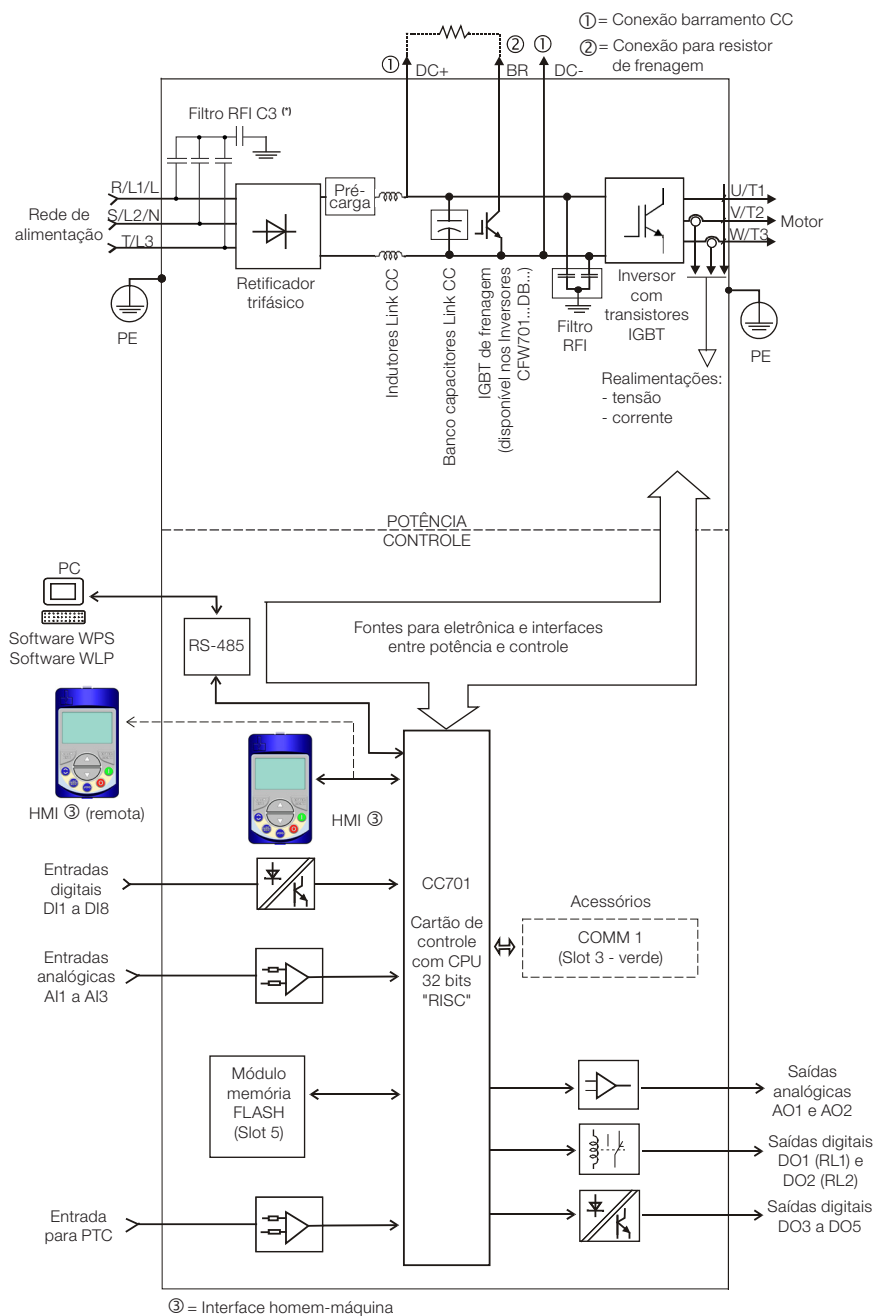 ① = Conexão barramento CC
② = Conexão para resistor
de frenagem
① DC+
② BR
① DC-
Filtro RFI C3 (*)
R/L1/L
S/L2/N
T/L3
Rede de
alimentação
PE
Retificador
trifásico
Pré-
carga
Indutores Link CC
Banco capacitores Link CC
IGBT de frenagem
(disponível nos Inversores
CFW701...DB...)
Filtro
RFI
Inversor
com
transistores
IGBT
U/T1
V/T2
W/T3
Motor
PE
Realimentações:
- tensão
- corrente
POTÊNCIA
CONTROLE
PC
Software WPS
Software WLP
RS-485
Fontes para eletrônica e interfaces
entre potência e controle
HMI ③ (remota)
HMI ③
Entradas
digitais
DI1 a DI8
Entradas
analógicas
AI1 a AI3
Módulo
memória
FLASH
(Slot 5)
Entrada
para PTC
CC701
Cartão de
controle
com CPU
32 bits
"RISC"
Acessórios
COMM 1
(Slot 3 - verde)
Saídas
analógicas
AO1 e AO2
Saídas digitais
DO1 (RL1) e
DO2 (RL2)
Saídas digitais
DO3 a DO5
③ = Interface homem-máquina